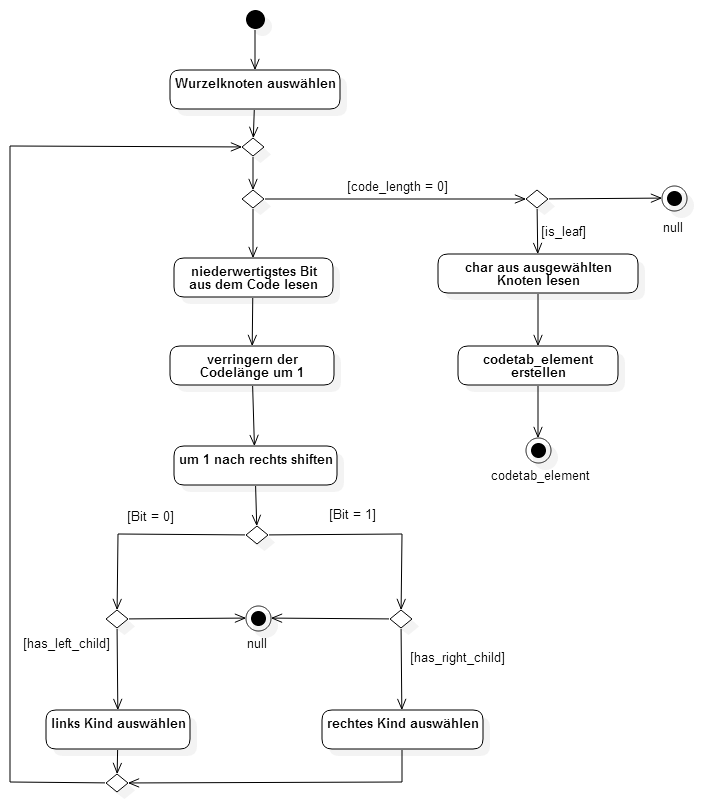 Wurzelknoten auswählen
[code_length = 0]
null
[is_leaf]
niederwertigstes Bit
aus dem Code lesen
char aus ausgewählten
Knoten lesen
verringern der
Codelänge um 1
codetab_element
erstellen
um 1 nach rechts shiften
codetab_element
[Bit = 0]
[Bit = 1]
[has_left_child]
null
[has_right_child]
links Kind auswählen
rechtes Kind auswählen